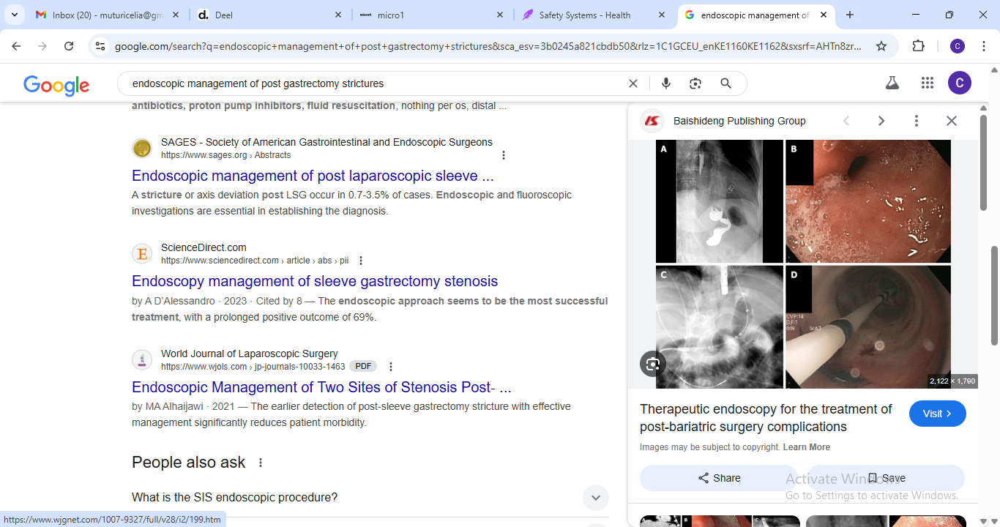 Inbox (20) - muturicelia@gm
Deel
micro1
Safety Systems - Health
endoscopic management of
google.com/search?q=endoscopic+management+of+post+gastrectomy+strictures&sca_esv=3b0245a821cbdb50&rlz=1C1GCEU_enKE1160KE1162&sxsrf=AHTn8zr...
C
Google
endoscopic management of post gastrectomy strictures
C
antibiotics, proton pump inhibitors, fluid resuscitation, nothing per os, distal ...
SAGES - Society of American Gastrointestinal and Endoscopic Surgeons
https://www.sages.org › Abstracts
Endoscopic management of post laparoscopic sleeve ...
A stricture or axis deviation post LSG occur in 0.7-3.5% of cases. Endoscopic and fluoroscopic
investigations are essential in establishing the diagnosis.
ScienceDirect.com
https://www.sciencedirect.com › article › abs › pii
Endoscopy management of sleeve gastrectomy stenosis
by A D'Alessandro · 2023 · Cited by 8 — The endoscopic approach seems to be the most successful
treatment, with a prolonged positive outcome of 69%.
World Journal of Laparoscopic Surgery
https://www.wjols.com › jp-journals-10033-1463 PDF
Endoscopic Management of Two Sites of Stenosis Post- ...
by MA Alhaijawi · 2021 — The earlier detection of post-sleeve gastrectomy stricture with effective
management significantly reduces patient morbidity.
People also ask
What is the SIS endoscopic procedure?
https://www.wjgnet.com/1007-9327/full/v28/i2/199.htm
Baishideng Publishing Group
A
B
C
D
CVP:14
D.F:1
2,122 × 1,790
Therapeutic endoscopy for the treatment of
post-bariatric surgery complications
Visit
Images may be subject to copyright. Learn More
Share
Save
Activate Windows
Go to Settings to activate Windows.